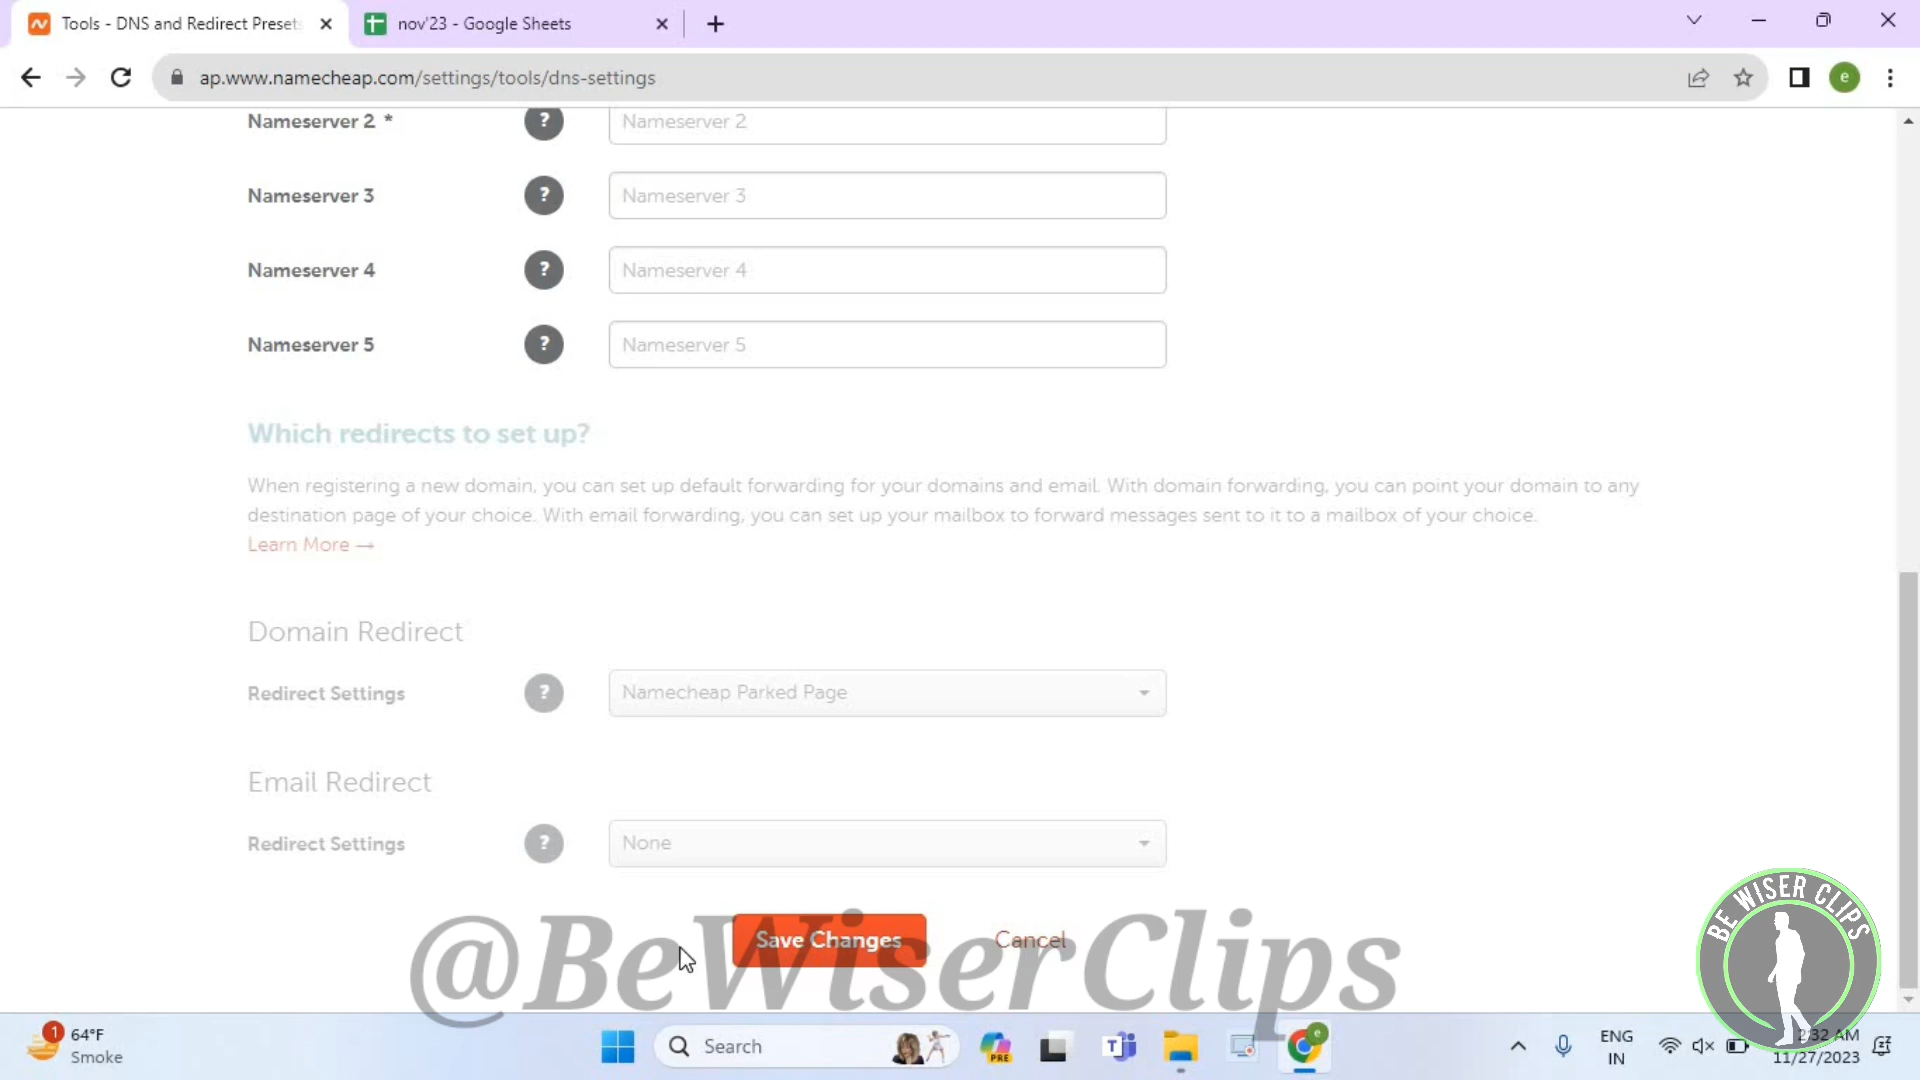 Tools - DNS and Redirect Presets
nov'23 - Google Sheets
ap.www.namecheap.com/settings/tools/dns-settings
e
Nameserver 2 *
?
Nameserver 2
Nameserver 3
?
Nameserver 3
Nameserver 4
?
Nameserver 4
Nameserver 5
?
Nameserver 5
Which redirects to set up?
When registering a new domain, you can set up default forwarding for your domains and email. With domain forwarding, you can point your domain to any
destination page of your choice. With email forwarding, you can set up your mailbox to forward messages sent to it to a mailbox of your choice.
Learn More →
Domain Redirect
Redirect Settings
?
Namecheap Parked Page
Email Redirect
Redirect Settings
?
None
Save Changes
Cancel
@BeWiserClips
BE WISER CLIPS
1
64°F
Smoke
Search
PRE
T
e
ENG
IN
2:32 AM
11/27/2023